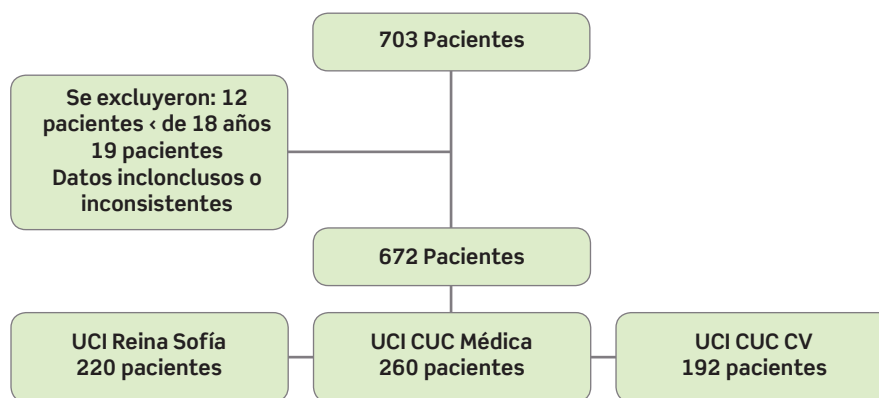 703 Pacientes
Se excluyeron: 12
pacientes < de 18 años
19 pacientes
Datos inclonclusos o
inconsistentes
672 Pacientes
UCI Reina Sofía
220 pacientes
UCI CUC Médica
260 pacientes
UCI CUC CV
192 pacientes